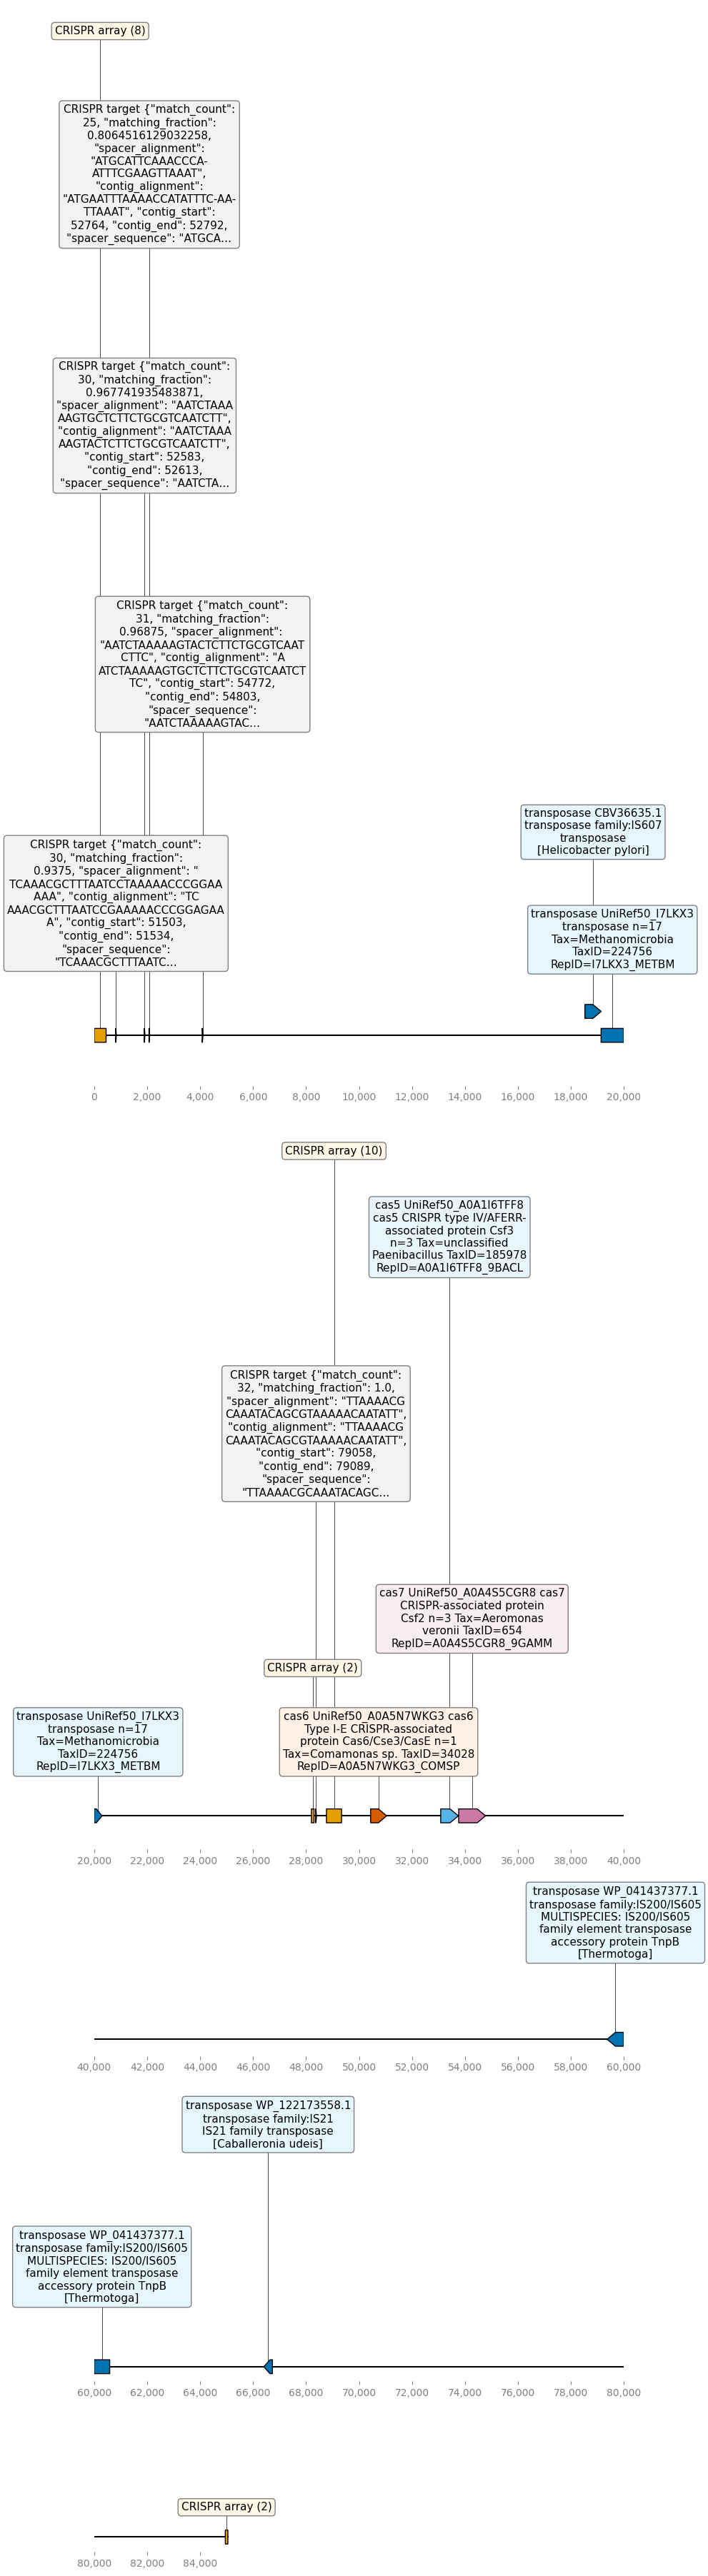 CRISPR array (8)
CRISPR target {"match_count":
25, "matching_fraction":
0.8064516129032258,
"spacer_alignment":
"ATGCATTCAAACCCA-
ATTTCGAAGTTAAAT",
"contig_alignment":
"ATGAATTTAAAACCATATTTC-AA-
TTAAAT", "contig_start":
52764, "contig_end": 52792,
"spacer_sequence": "ATGCA...
CRISPR target {"match_count":
30, "matching_fraction":
0.967741935483871,
"spacer_alignment": "AATCTAAA
AAGTGCTCTTCTGCGTCAATCTT",
"contig_alignment": "AATCTAAA
AAGTACTCTTCTGCGTCAATCTT",
"contig_start": 52583,
"contig_end": 52613,
"spacer_sequence": "AATCTA...
CRISPR target {"match_count":
31, "matching_fraction":
0.96875, "spacer_alignment":
"AATCTAAAAAGTACTCTTCTGCGTCAAT
CTTC", "contig_alignment": "A
ATCTAAAAAGTGCTCTTCTGCGTCAATCT
TC", "contig_start": 54772,
"contig_end": 54803,
"spacer_sequence":
"AATCTAAAAAGTAC...
CRISPR target {"match_count":
30, "matching_fraction":
0.9375, "spacer_alignment": "
TCAAACGCTTTAATCCTAAAAACCCGGAA
AAA", "contig_alignment": "TC
AAACGCTTTAATCCGAAAAACCCGGAGAA
A", "contig_start": 51503,
"contig_end": 51534,
"spacer_sequence":
"TCAAACGCTTTAATC...
transposase CBV36635.1
transposase family:IS607
transposase
[Helicobacter pylori]
transposase UniRef50_I7LKX3
transposase n=17
Tax=Methanomicrobia
TaxID=224756
RepID=I7LKX3_METBM
0 2,000 4,000 6,000 8,000 10,000 12,000 14,000 16,000 18,000 20,000
CRISPR array (10)
cas5 UniRef50_A0A1I6TFF8
cas5 CRISPR type IV/AFERR-
associated protein Csf3
n=3 Tax=unclassified
Paenibacillus TaxID=185978
RepID=A0A1I6TFF8_9BACL
CRISPR target {"match_count":
32, "matching_fraction": 1.0,
"spacer_alignment": "TTAAAACG
CAAATACAGCGTAAAAACAATATT",
"contig_alignment": "TTAAAACG
CAAATACAGCGTAAAAACAATATT",
"contig_start": 79058,
"contig_end": 79089,
"spacer_sequence":
"TTAAAACGCAAATACAGC...
cas7 UniRef50_A0A4S5CGR8 cas7
CRISPR-associated protein
Csf2 n=3 Tax=Aeromonas
veronii TaxID=654
RepID=A0A4S5CGR8_9GAMM
CRISPR array (2)
transposase UniRef50_I7LKX3
transposase n=17
Tax=Methanomicrobia
TaxID=224756
RepID=I7LKX3_METBM
cas6 UniRef50_A0A5N7WKG3 cas6
Type I-E CRISPR-associated
protein Cas6/Cse3/CasE n=1
Tax=Comamonas sp. TaxID=34028
RepID=A0A5N7WKG3_COMSP
20,000 22,000 24,000 26,000 28,000 30,000 32,000 34,000 36,000 38,000 40,000
transposase WP_041437377.1
transposase family:IS200/IS605
MULTISPECIES: IS200/IS605
family element transposase
accessory protein TnpB
[Thermotoga]
40,000 42,000 44,000 46,000 48,000 50,000 52,000 54,000 56,000 58,000 60,000
transposase WP_122173558.1
transposase family:IS21
IS21 family transposase
[Caballeronia udeis]
transposase WP_041437377.1
transposase family:IS200/IS605
MULTISPECIES: IS200/IS605
family element transposase
accessory protein TnpB
[Thermotoga]
60,000 62,000 64,000 66,000 68,000 70,000 72,000 74,000 76,000 78,000 80,000
CRISPR array (2)
80,000 82,000 84,000